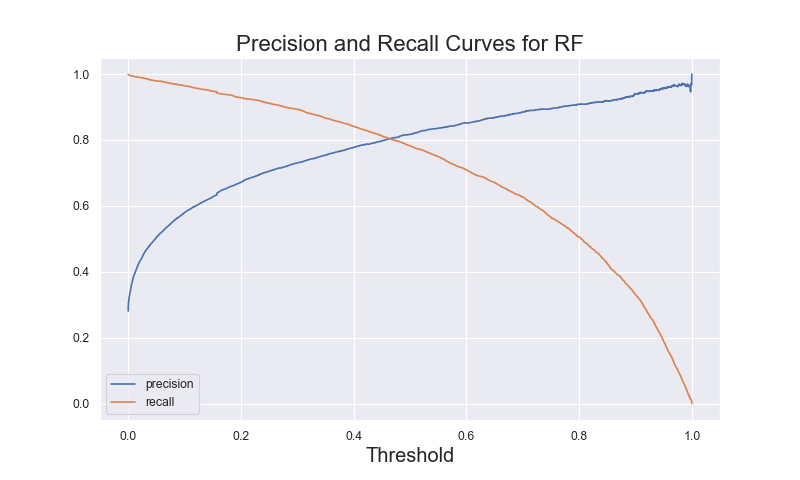 Precision and Recall Curves for RF
1.0
0.8
0.6
0.4
0.2
0.0
precision
recall
0.0 0.2 0.4 0.6 0.8 1.0
Threshold